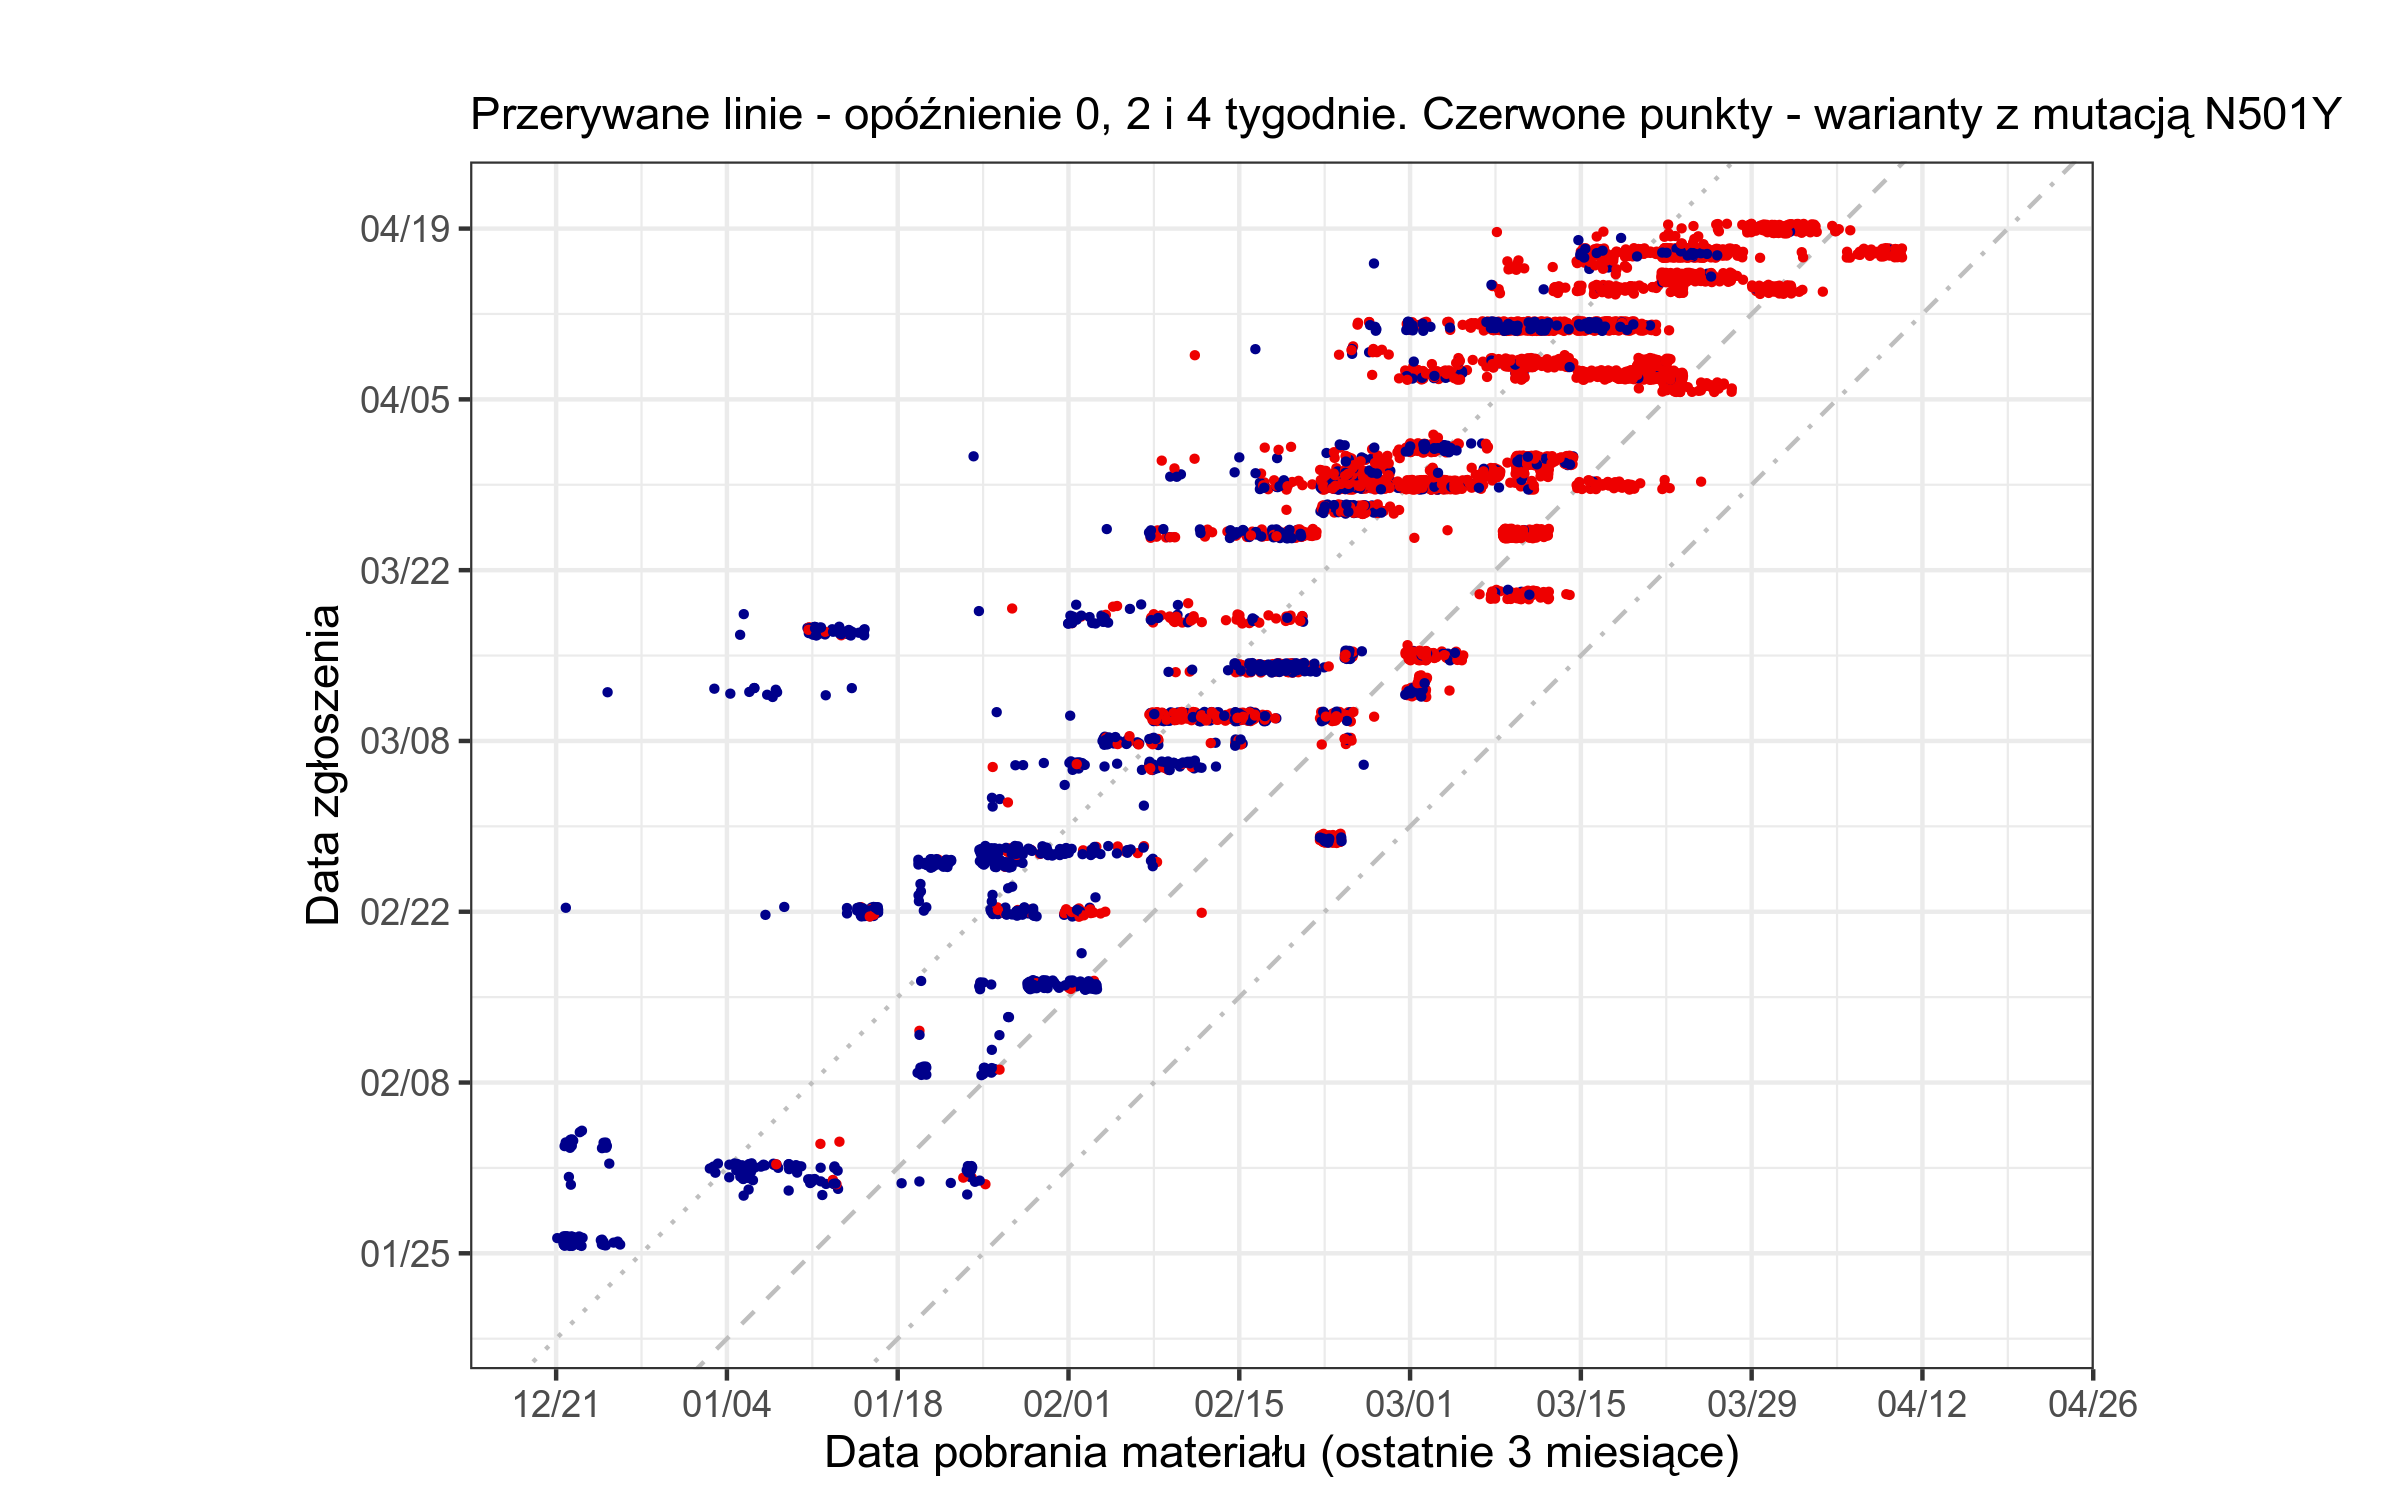 Przerywane linie - opóźnienie 0, 2 i 4 tygodnie. Czerwone punkty - warianty z mutacją N501Y
Data zgłoszenia
04/19
04/05
03/22
03/08
02/22
02/08
01/25
12/21 01/04 01/18 02/01 02/15 03/01 03/15 03/29 04/12 04/26
Data pobrania materiału (ostatnie 3 miesiące)